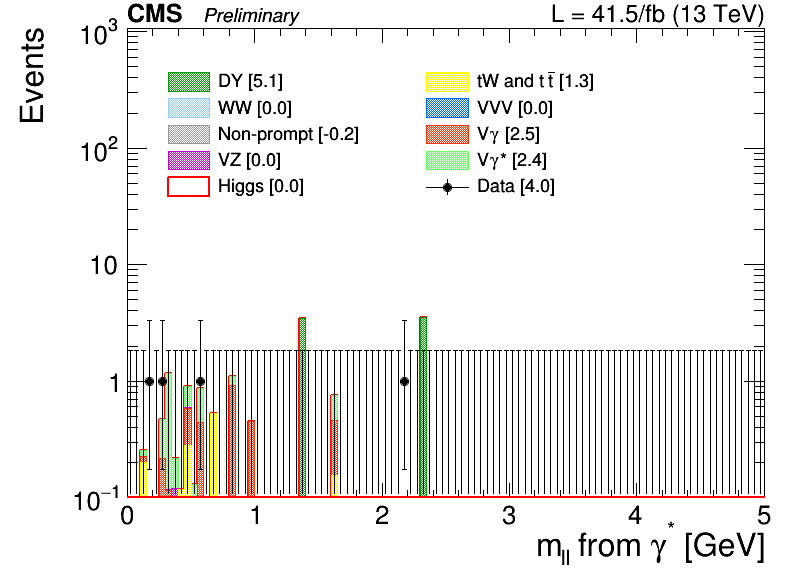 CMS Preliminary L = 41.5/fb (13 TeV)
Events
10³
10²
10
1
10⁻¹
DY [5.1]
WW [0.0]
Non-prompt [-0.2]
VZ [0.0]
Higgs [0.0]
tW and tt̅ [1.3]
VVV [0.0]
Vγ [2.5]
Vγ* [2.4]
Data [4.0]
0 1 2 3 4 5
m_ll from γ* [GeV]